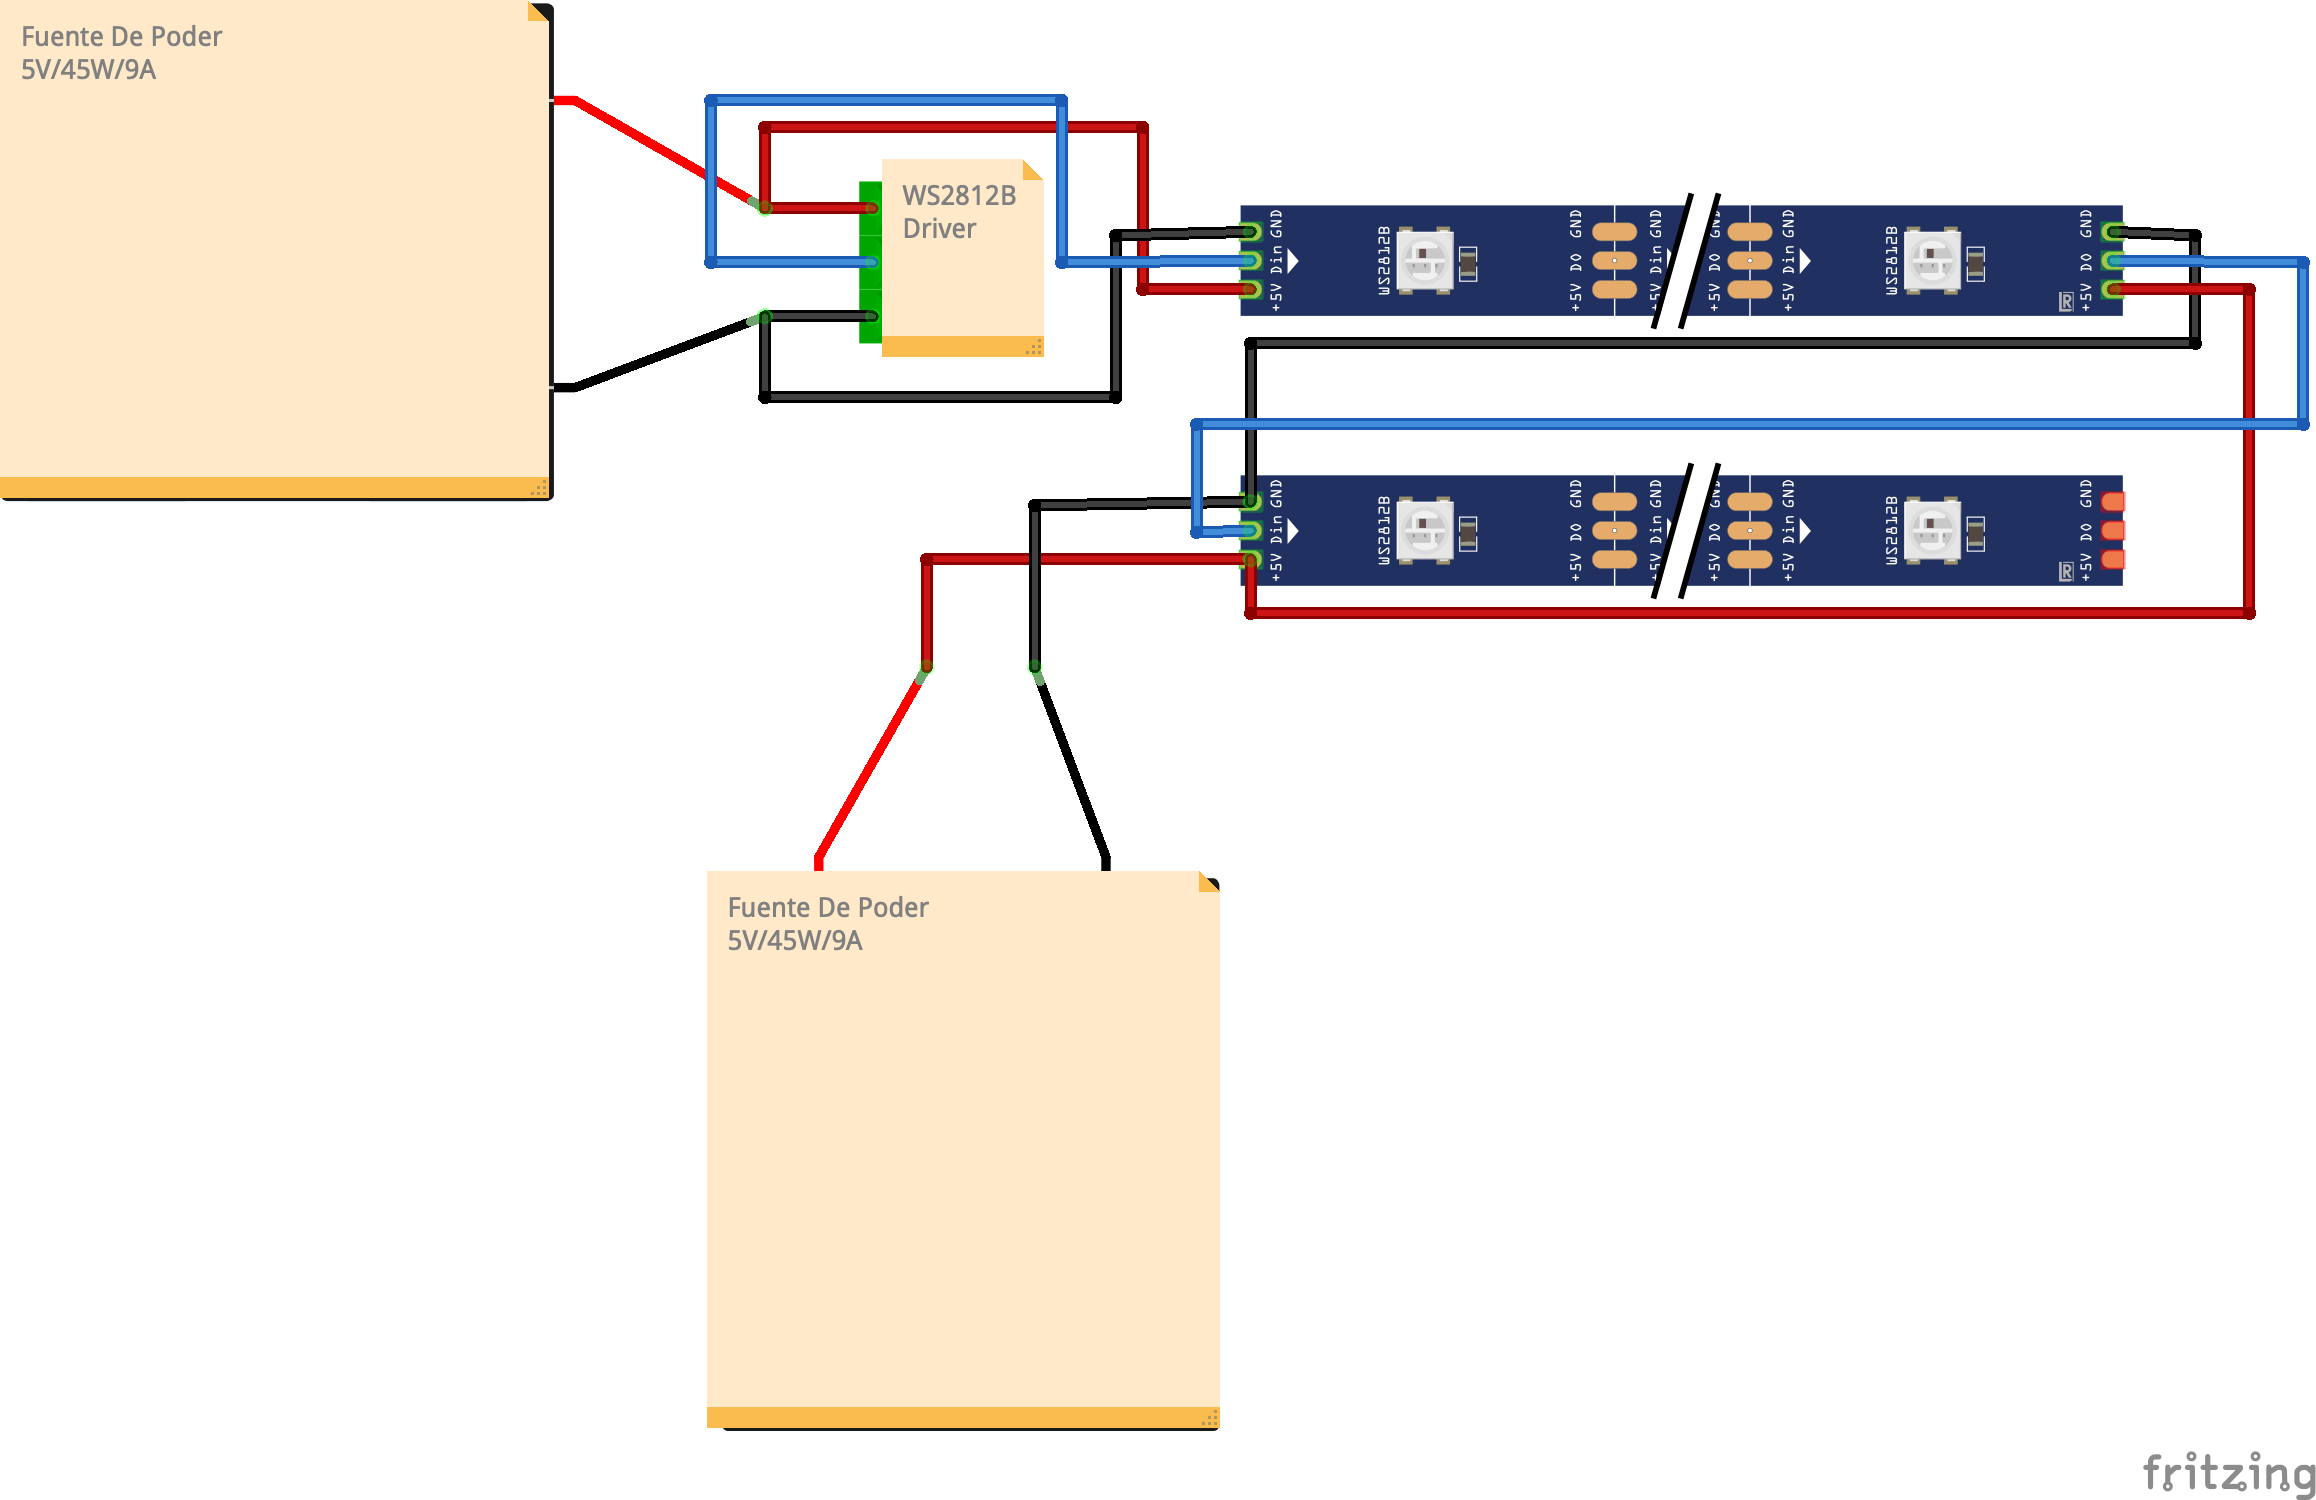 Fuente De Poder
5V/45W/9A
WS2812B
Driver
GND
Din
+5V
WS2812B
GND
DO
+5V
GND
Din
+5V
GND
DO
+5V
GND
Din
+5V
WS2812B
GND
DO
+5V
R
GND
Din
+5V
WS2812B
GND
DO
+5V
GND
Din
+5V
GND
DO
+5V
GND
Din
+5V
WS2812B
GND
DO
+5V
R
Fuente De Poder
5V/45W/9A
fritzing